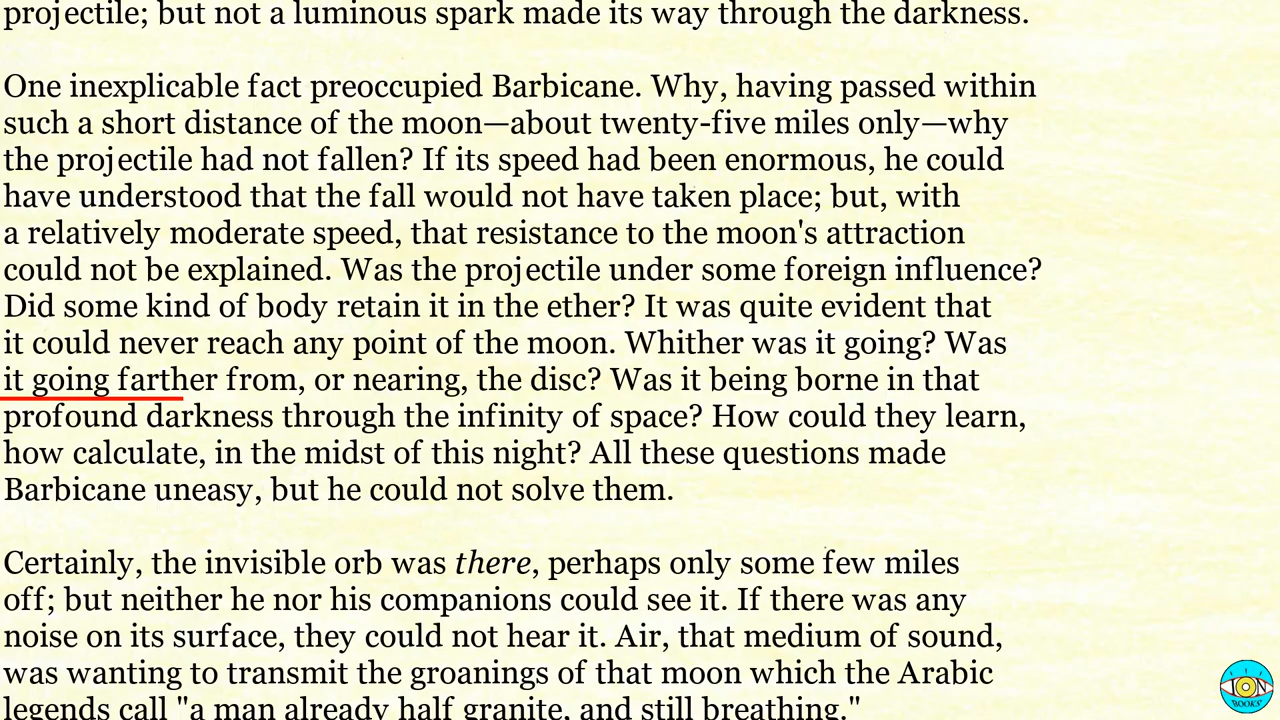 projectile; but not a luminous spark made its way through the darkness.
One inexplicable fact preoccupied Barbicane. Why, having passed within
such a short distance of the moon—about twenty-five miles only—why
the projectile had not fallen? If its speed had been enormous, he could
have understood that the fall would not have taken place; but, with
a relatively moderate speed, that resistance to the moon's attraction
could not be explained. Was the projectile under some foreign influence?
Did some kind of body retain it in the ether? It was quite evident that
it could never reach any point of the moon. Whither was it going? Was
it going farther from, or nearing, the disc? Was it being borne in that
profound darkness through the infinity of space? How could they learn,
how calculate, in the midst of this night? All these questions made
Barbicane uneasy, but he could not solve them.
Certainly, the invisible orb was there, perhaps only some few miles
off; but neither he nor his companions could see it. If there was any
noise on its surface, they could not hear it. Air, that medium of sound,
was wanting to transmit the groanings of that moon which the Arabic
legends call "a man already half granite, and still breathing."
ION
BOOKS